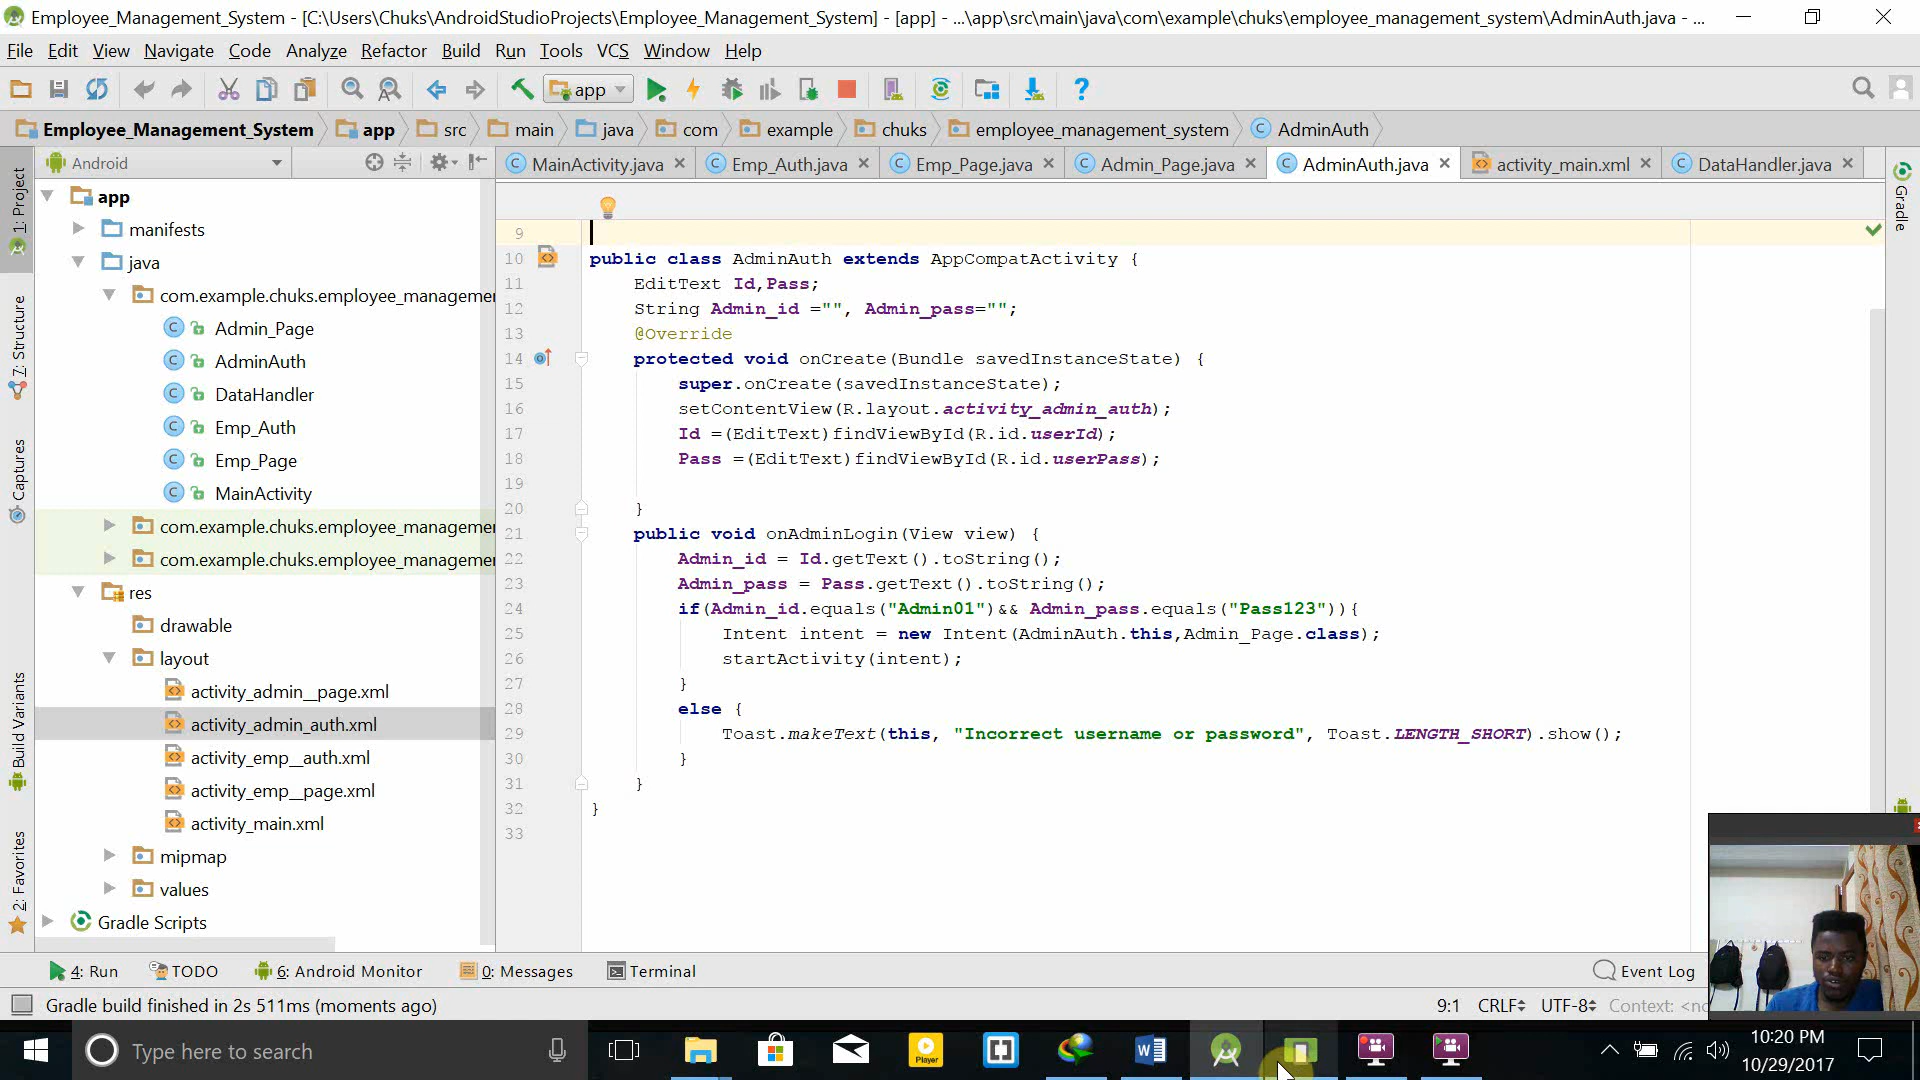 Employee_Management_System - [C:\Users\Chuks\AndroidStudioProjects\Employee_Management_System] - [app] - ...\app\src\main\java\com\example\chuks\employee_management_system\AdminAuth.java - ...
File Edit View Navigate Code Analyze Refactor Build Run Tools VCS Window Help
app
Employee_Management_System app src main java com example chuks employee_management_system AdminAuth
Android
MainActivity.java Emp_Auth.java Emp_Page.java Admin_Page.java AdminAuth.java activity_main.xml DataHandler.java
1: Project
7: Structure
Captures
Build Variants
2: Favorites
Gradle
app
manifests
java
com.example.chuks.employee_manageme
Admin_Page
AdminAuth
DataHandler
Emp_Auth
Emp_Page
MainActivity
com.example.chuks.employee_manageme
com.example.chuks.employee_manageme
res
drawable
layout
activity_admin__page.xml
activity_admin_auth.xml
activity_emp__auth.xml
activity_emp__page.xml
activity_main.xml
mipmap
values
Gradle Scripts
9
10 public class AdminAuth extends AppCompatActivity {
11 EditText Id,Pass;
12 String Admin_id ="", Admin_pass="";
13 @Override
14 protected void onCreate(Bundle savedInstanceState) {
15 super.onCreate(savedInstanceState);
16 setContentView(R.layout.activity_admin_auth);
17 Id =(EditText)findViewById(R.id.userId);
18 Pass =(EditText)findViewById(R.id.userPass);
19
20 }
21 public void onAdminLogin(View view) {
22 Admin_id = Id.getText().toString();
23 Admin_pass = Pass.getText().toString();
24 if(Admin_id.equals("Admin01")&& Admin_pass.equals("Pass123")){
25 Intent intent = new Intent(AdminAuth.this,Admin_Page.class);
26 startActivity(intent);
27 }
28 else {
29 Toast.makeText(this, "Incorrect username or password", Toast.LENGTH_SHORT).show();
30 }
31 }
32 }
33
4: Run TODO 6: Android Monitor 0: Messages Terminal Event Log
Gradle build finished in 2s 511ms (moments ago) 9:1 CRLF UTF-8 Context: <no
Type here to search
Player
10:20 PM
10/29/2017